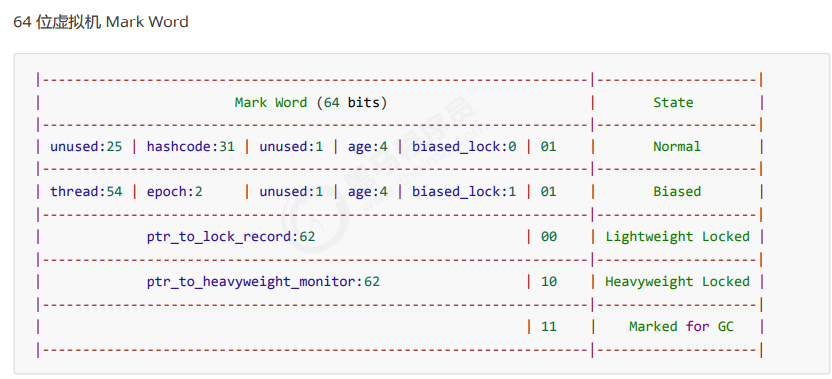 64 位虚拟机 Mark Word
|--------------------------------------------------------------------|--------------------|
| Mark Word (64 bits) | State |
|--------------------------------------------------------------------|--------------------|
| unused:25 | hashcode:31 | unused:1 | age:4 | biased_lock:0 | 01 | Normal |
|--------------------------------------------------------------------|--------------------|
| thread:54 | epoch:2 | unused:1 | age:4 | biased_lock:1 | 01 | Biased |
|--------------------------------------------------------------------|--------------------|
| ptr_to_lock_record:62 | 00 | Lightweight Locked |
|--------------------------------------------------------------------|--------------------|
| ptr_to_heavyweight_monitor:62 | 10 | Heavyweight Locked |
|--------------------------------------------------------------------|--------------------|
| | 11 | Marked for GC |
|--------------------------------------------------------------------|--------------------|